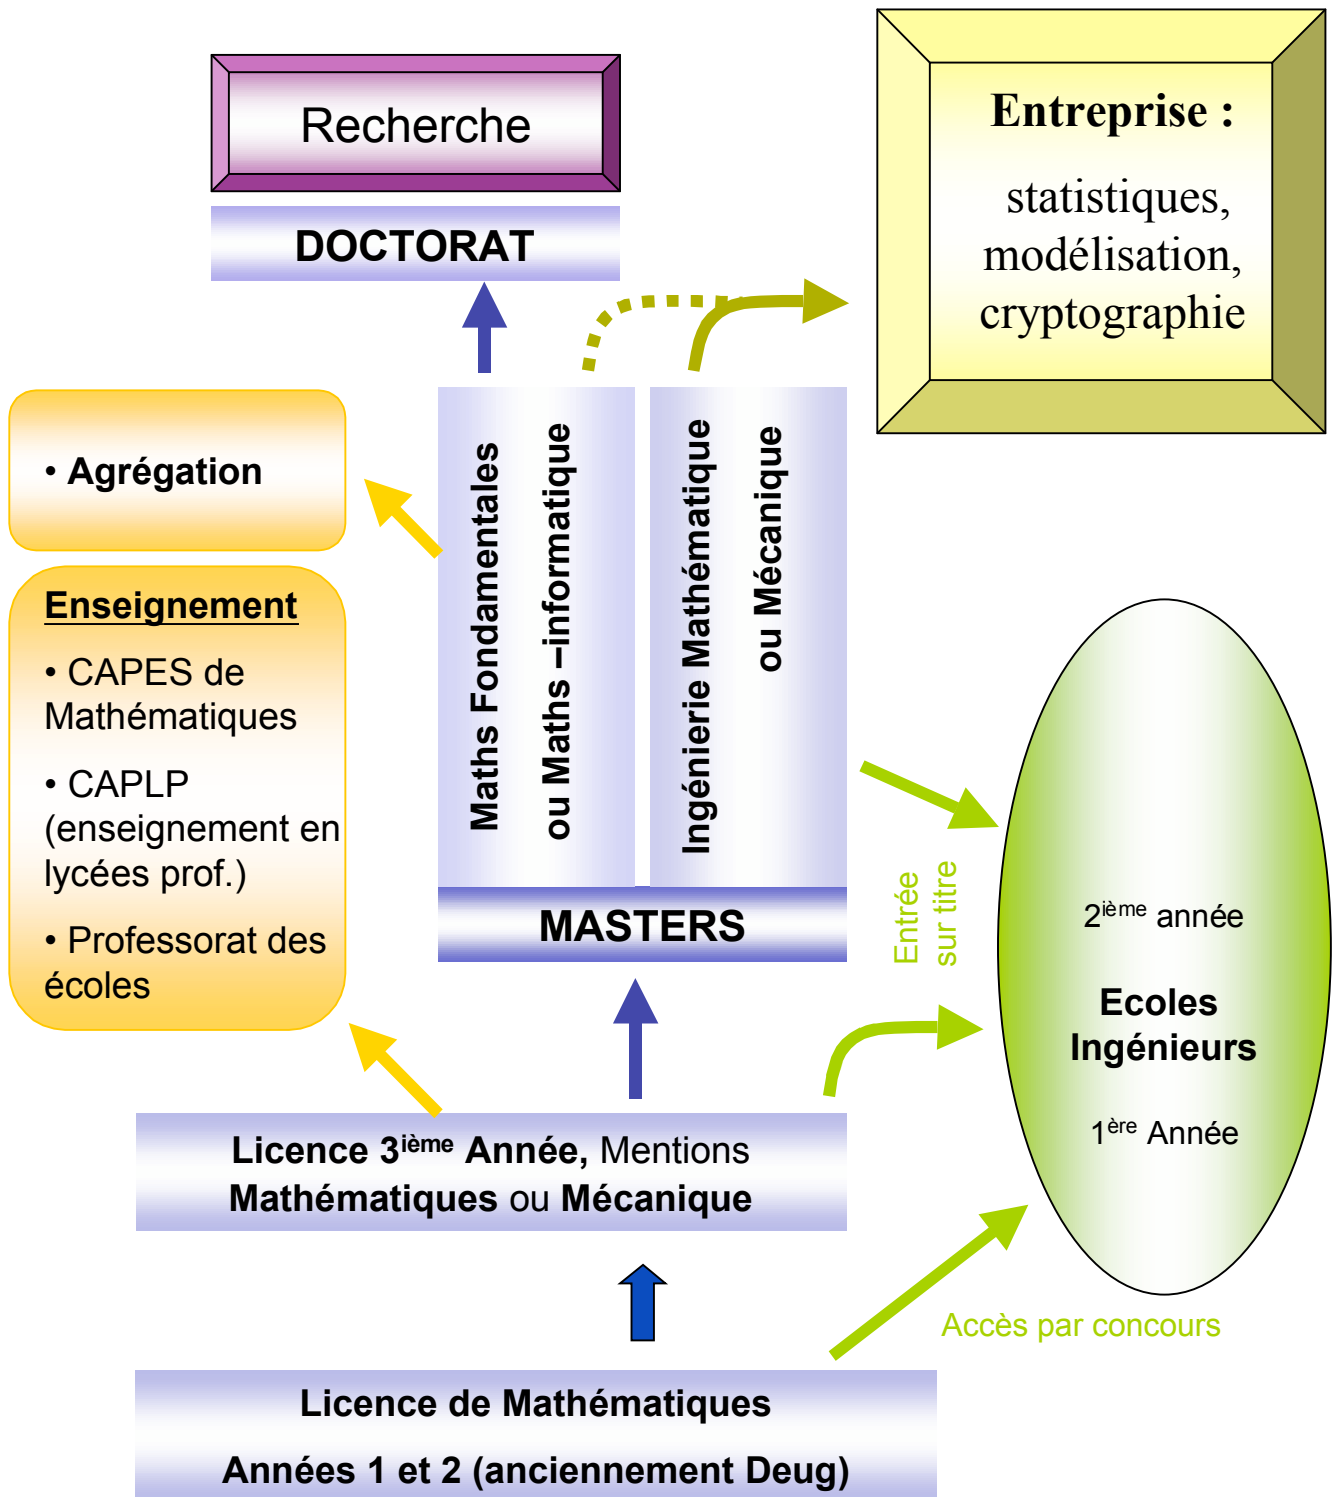 Recherche
DOCTORAT
Entreprise :
statistiques,
modélisation,
cryptographie
• Agrégation
Enseignement
• CAPES de
Mathématiques
• CAPLP
(enseignement en
lycées prof.)
• Professorat des
écoles
Maths Fondamentales
ou Maths –informatique
Ingénierie Mathématique
ou Mécanique
MASTERS
Entrée
sur titre
2ième année
Ecoles
Ingénieurs
1ère Année
Licence 3ième Année, Mentions
Mathématiques ou Mécanique
Accès par concours
Licence de Mathématiques
Années 1 et 2 (anciennement Deug)